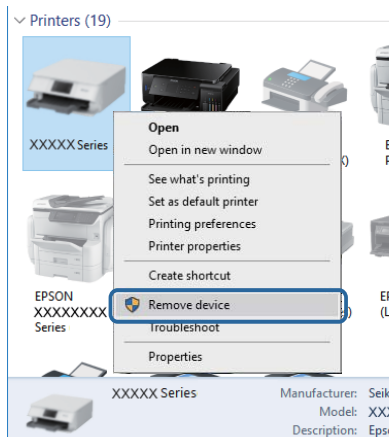 Printers (19)
XXXXX Series
Open
Open in new window
See what's printing
Set as default printer
Printing preferences
Printer properties
Create shortcut
Remove device
Troubleshoot
Properties
EPSON
XXXXXXXX
Series
XXXXX Series
Manufacturer:
Model:
Description: